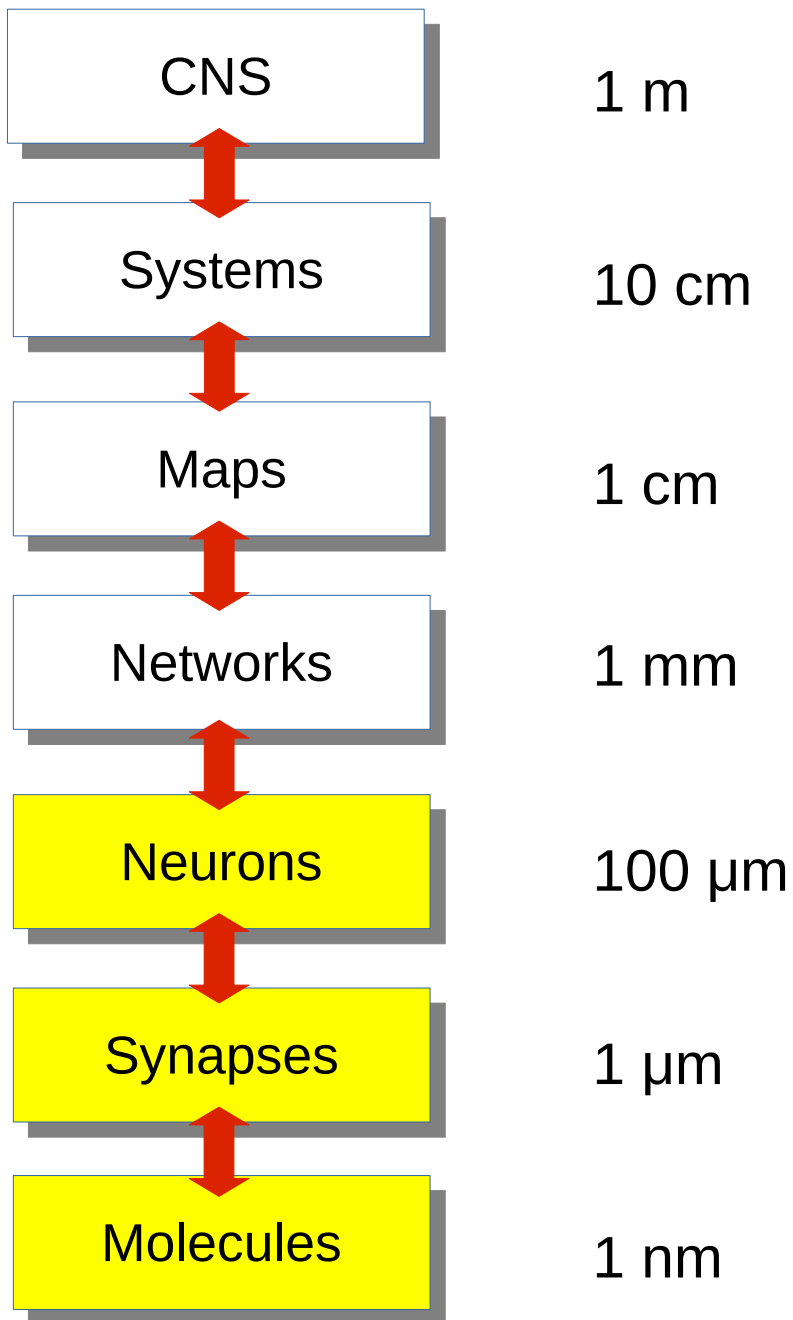 CNS 1 m
Systems 10 cm
Maps 1 cm
Networks 1 mm
Neurons 100 µm
Synapses 1 µm
Molecules 1 nm